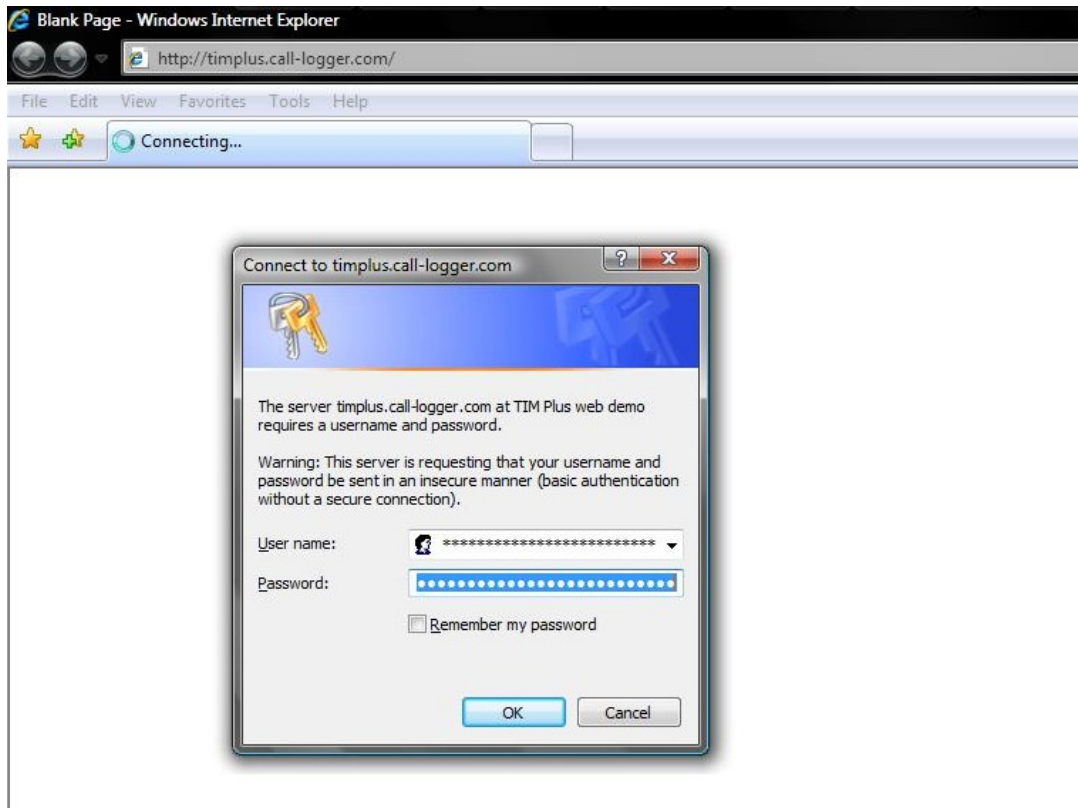 Blank Page - Windows Internet Explorer
http://timplus.call-logger.com/
File Edit View Favorites Tools Help
Connecting...
Connect to timplus.call-logger.com
?
X
The server timplus.call-logger.com at TIM Plus web demo
requires a username and password.
Warning: This server is requesting that your username and
password be sent in an insecure manner (basic authentication
without a secure connection).
User name: **************************
Password: ••••••••••••••••••••••••••
Remember my password
OK Cancel